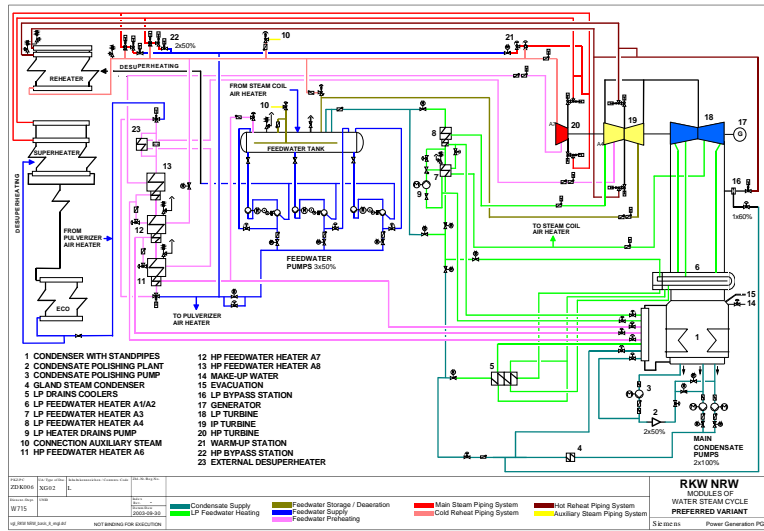 22
2x50%
10
21
REHEATER
DESUPERHEATING
FROM STEAM COIL
AIR HEATER
10
FEEDWATER TANK
23
SUPERHEATER
13
12
11
DESUPERHEATING
FROM
PULVERIZER
AIR HEATER
ECO
TO PULVERIZER
AIR HEATER
FEEDWATER
PUMPS 3x50%
8
7
9
20
19
18
17
G
16
1x60%
TO STEAM COIL
AIR HEATER
6
15
14
1
5
3
2
2x50%
4
MAIN
CONDENSATE
PUMPS
2x100%
1 CONDENSER WITH STANDPIPES
2 CONDENSATE POLISHING PLANT
3 CONDENSATE POLISHING PUMP
4 GLAND STEAM CONDENSER
5 LP DRAINS COOLERS
6 LP FEEDWATER HEATER A1/A2
7 LP FEEDWATER HEATER A3
8 LP FEEDWATER HEATER A4
9 LP HEATER DRAINS PUMP
10 CONNECTION AUXILIARY STEAM
11 HP FEEDWATER HEATER A6
12 HP FEEDWATER HEATER A7
13 HP FEEDWATER HEATER A8
14 MAKE-UP WATER
15 EVACUATION
16 LP BYPASS STATION
17 GENERATOR
18 LP TURBINE
19 IP TURBINE
20 HP TURBINE
21 WARM-UP STATION
22 HP BYPASS STATION
23 EXTERNAL DESUPERHEATER
ZDK006
XG02
L
W715
2003-09-30
NOT BINDING FOR EXECUTION
Condensate Supply
LP Feedwater Heating
Feedwater Storage / Deaeration
Feedwater Supply
Feedwater Preheating
Main Steam Piping System
Cold Reheat Piping System
Hot Reheat Piping System
Auxiliary Steam Piping System
RKW NRW
MODULES OF
WATER STEAM CYCLE
PREFERRED VARIANT
Siemens Power Generation PG